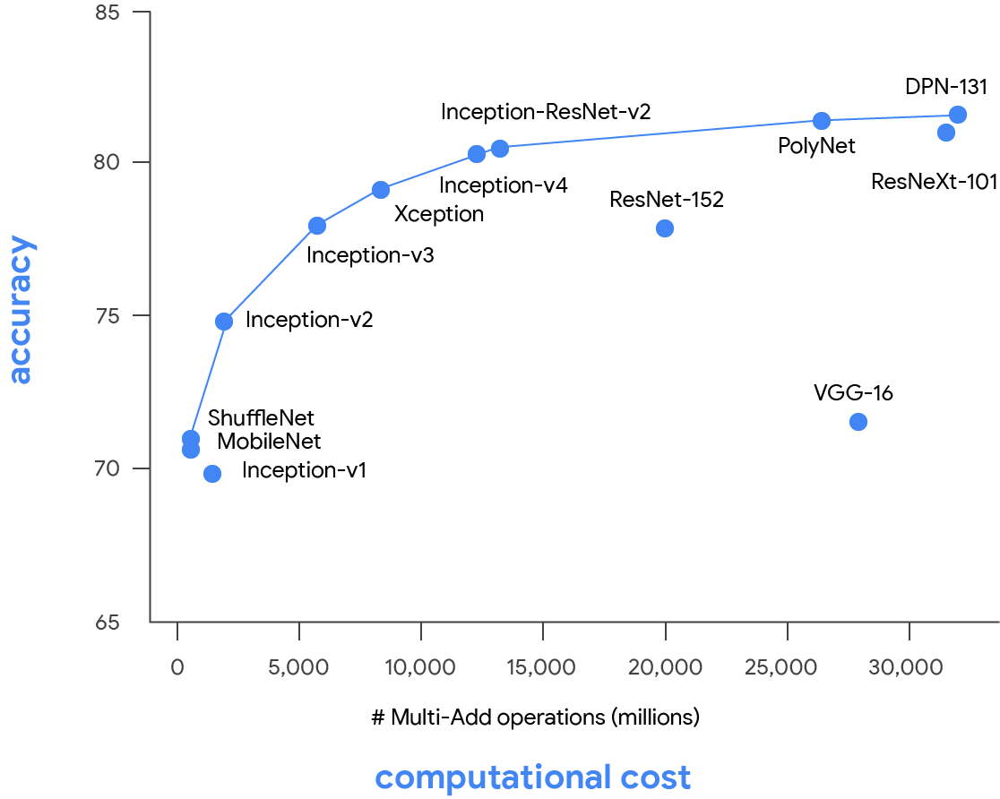 85
DPN-131
Inception-ResNet-v2
PolyNet
80
ResNeXt-101
Inception-v4
ResNet-152
Xception
Inception-v3
accuracy
75
Inception-v2
VGG-16
ShuffleNet
MobileNet
70
Inception-v1
65
0 5,000 10,000 15,000 20,000 25,000 30,000
# Multi-Add operations (millions)
computational cost